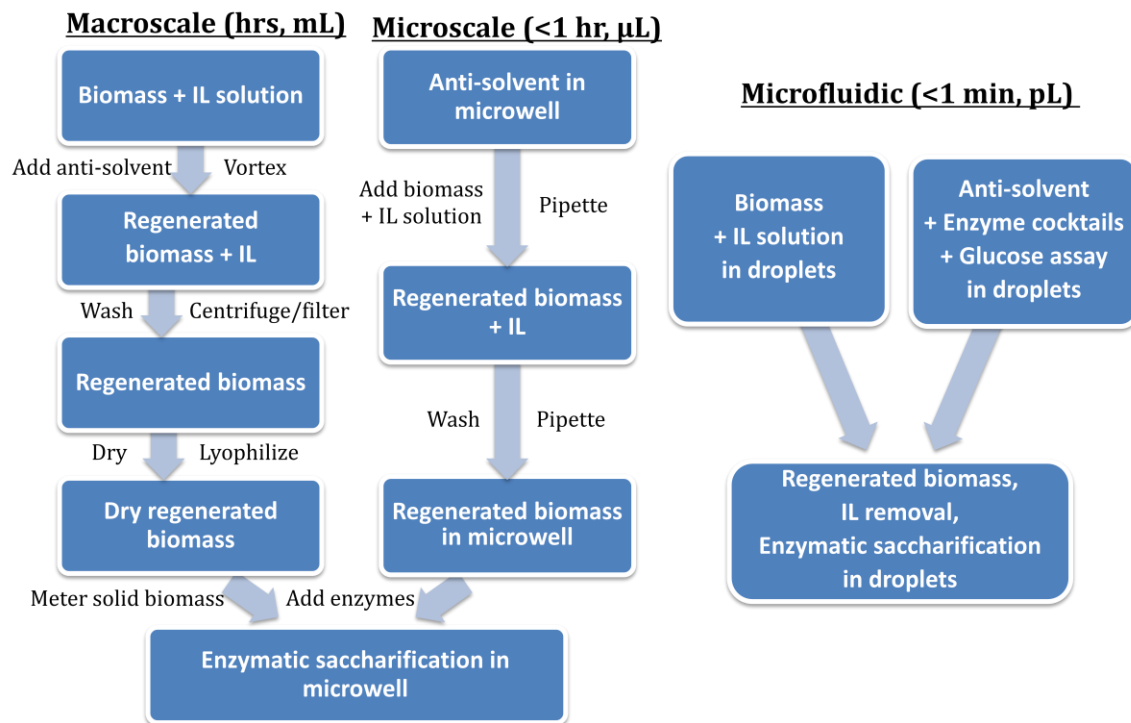 Macroscale (hrs, mL)
Biomass + IL solution
Add anti-solvent
Vortex
Regenerated
biomass + IL
Wash
Centrifuge/filter
Regenerated biomass
Dry
Lyophilize
Dry regenerated
biomass
Meter solid biomass
Microscale (<1 hr, µL)
Anti-solvent in
microwell
Add biomass
+ IL solution
Pipette
Regenerated biomass
+ IL
Wash
Pipette
Regenerated biomass
in microwell
Add enzymes
Enzymatic saccharification in
microwell
Microfluidic (<1 min, pL)
Biomass
+ IL solution
in droplets
Anti-solvent
+ Enzyme cocktails
+ Glucose assay
in droplets
Regenerated biomass,
IL removal,
Enzymatic saccharification
in droplets